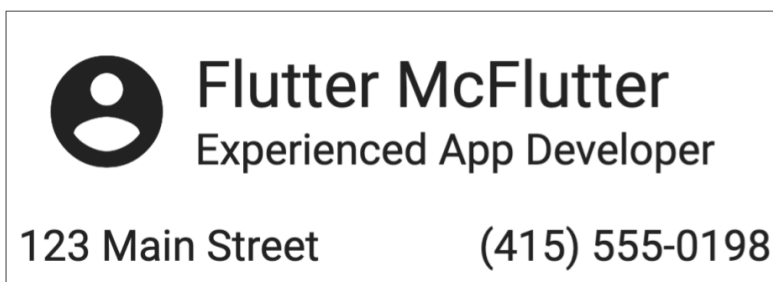 Flutter McFlutter
Experienced App Developer
123 Main Street (415) 555-0198